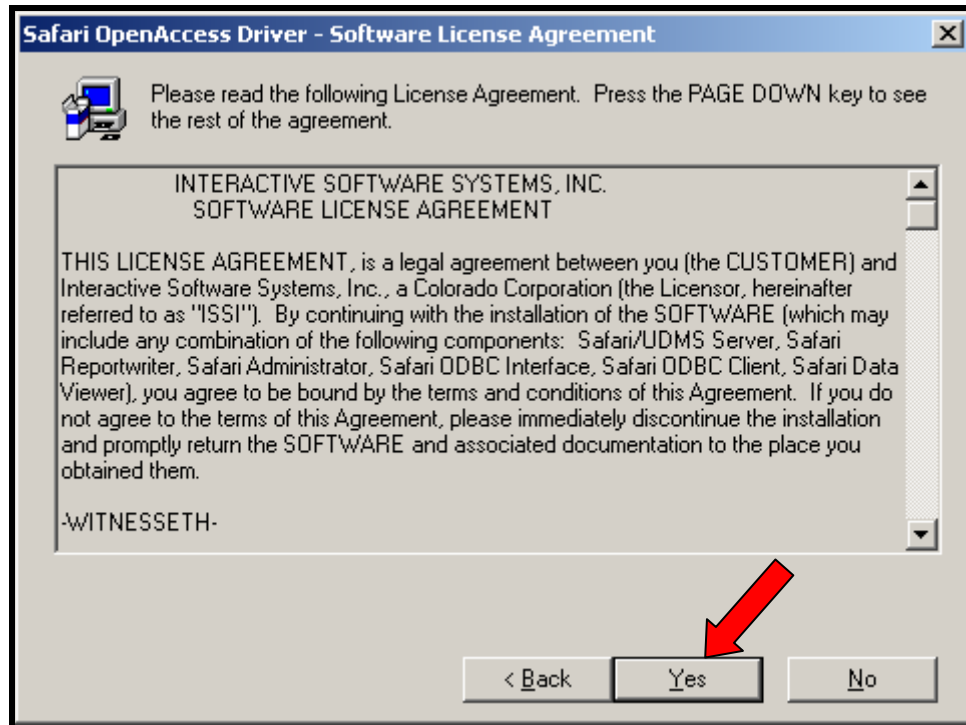 Safari OpenAccess Driver - Software License Agreement
Please read the following License Agreement. Press the PAGE DOWN key to see
the rest of the agreement.
INTERACTIVE SOFTWARE SYSTEMS, INC.
SOFTWARE LICENSE AGREEMENT
THIS LICENSE AGREEMENT, is a legal agreement between you (the CUSTOMER) and
Interactive Software Systems, Inc., a Colorado Corporation (the Licensor, hereinafter
referred to as "ISSI"). By continuing with the installation of the SOFTWARE (which may
include any combination of the following components: Safari/UDMS Server, Safari
Reportwriter, Safari Administrator, Safari ODBC Interface, Safari ODBC Client, Safari Data
Viewer), you agree to be bound by the terms and conditions of this Agreement. If you do
not agree to the terms of this Agreement, please immediately discontinue the installation
and promptly return the SOFTWARE and associated documentation to the place you
obtained them.
-WITNESSETH-
< Back
Yes
No